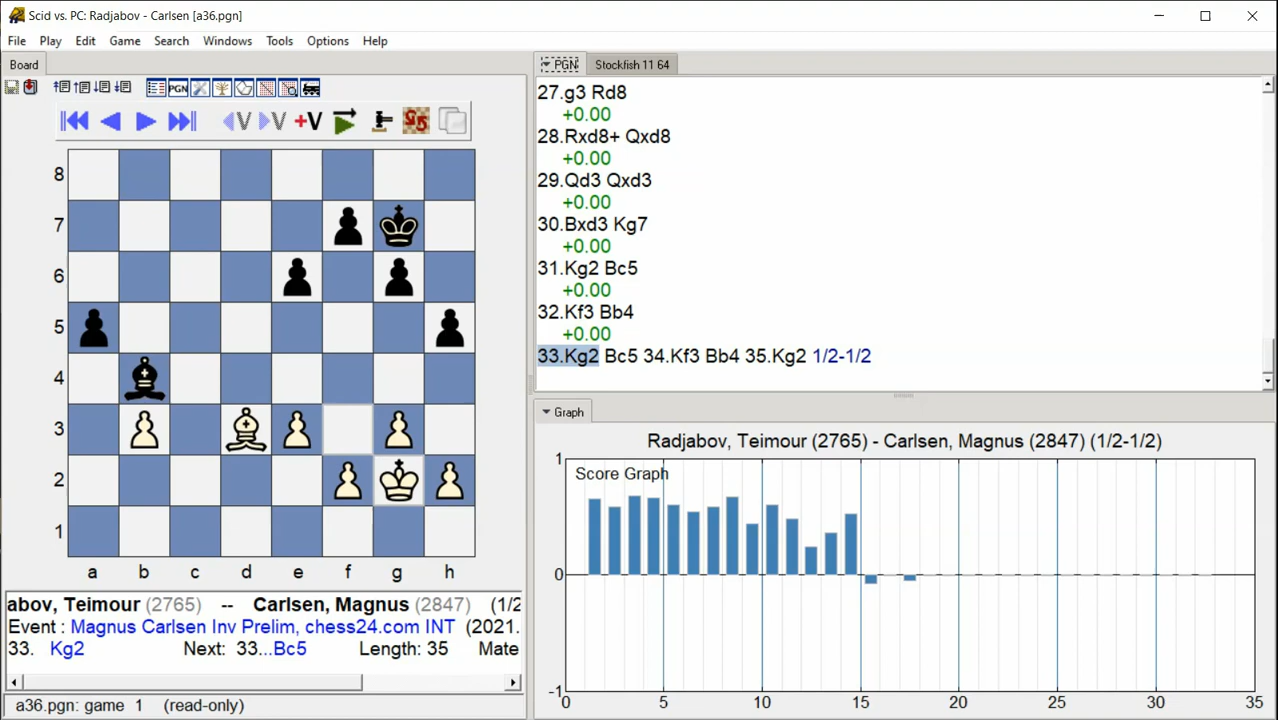 Scid vs. PC: Radjabov - Carlsen [a36.pgn]
File Play Edit Game Search Windows Tools Options Help
Board
PGN
V V +V
8
7
6
5
4
3
2
1
a b c d e f g h
abov, Teimour (2765) -- Carlsen, Magnus (2847) (1/2
Event : Magnus Carlsen Inv Prelim, chess24.com INT (2021.
33. Kg2 Next: 33...Bc5 Length: 35 Mate
a36.pgn: game 1 (read-only)
PGN Stockfish 11 64
27.g3 Rd8
+0.00
28.Rxd8+ Qxd8
+0.00
29.Qd3 Qxd3
+0.00
30.Bxd3 Kg7
+0.00
31.Kg2 Bc5
+0.00
32.Kf3 Bb4
+0.00
33.Kg2 Bc5 34.Kf3 Bb4 35.Kg2 1/2-1/2
Graph
Radjabov, Teimour (2765) - Carlsen, Magnus (2847) (1/2-1/2)
Score Graph
1
0
-1
0 5 10 15 20 25 30 35